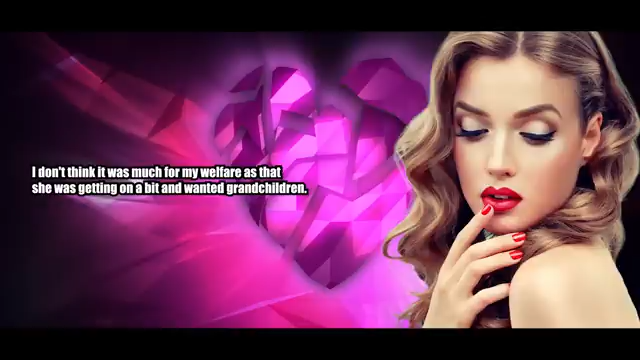 I don't think it was much for my welfare as that
she was getting on a bit and wanted grandchildren.